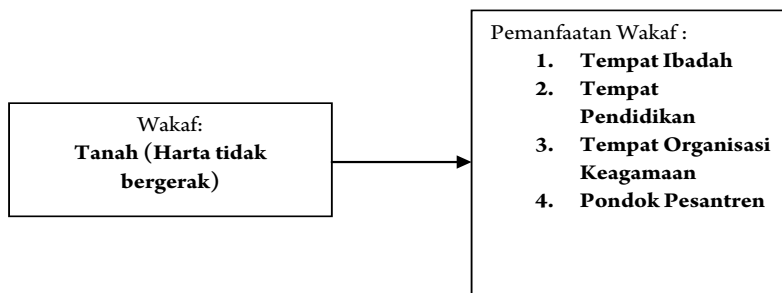 Wakaf:
Tanah (Harta tidak
bergerak)
Pemanfaatan Wakaf :
1. Tempat Ibadah
2. Tempat
Pendidikan
3. Tempat Organisasi
Keagamaan
4. Pondok Pesantren